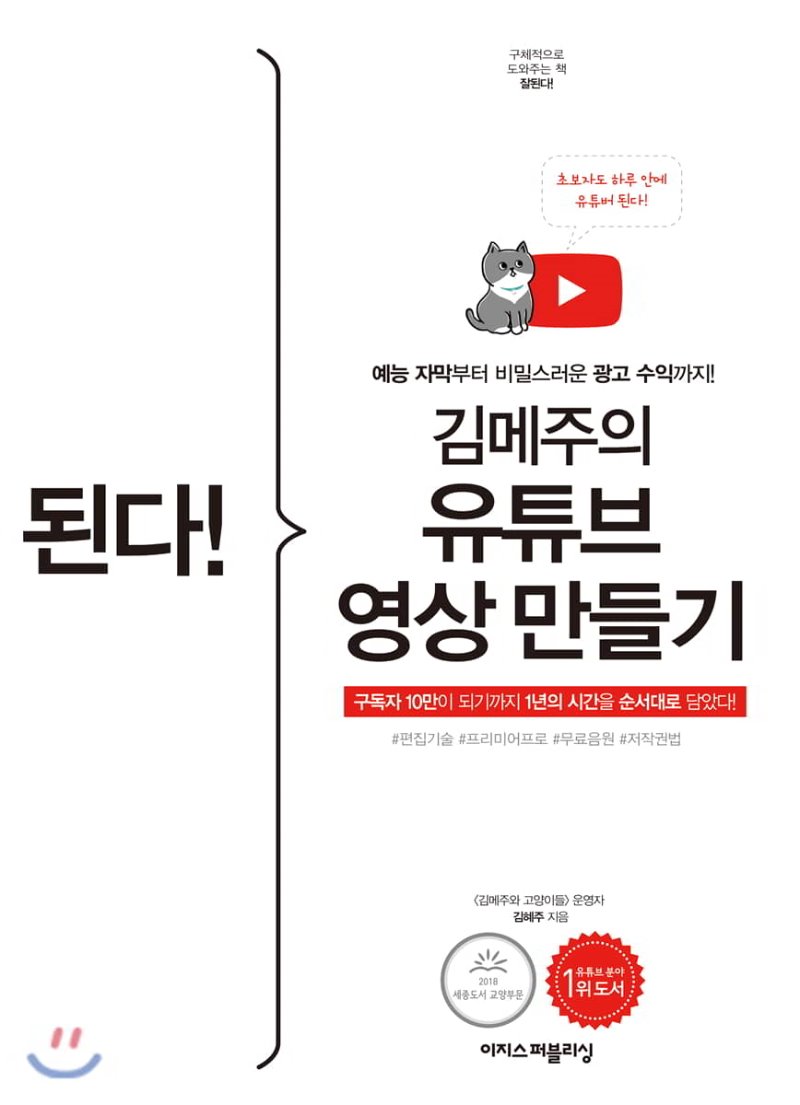 구체적으로
도와주는 책
잘된다!
초보자도 하루 안에
유튜버 된다!
예능 자막부터 비밀스러운 광고 수익까지!
된다!
김메주의
유튜브
영상 만들기
구독자 10만이 되기까지 1년의 시간을 순서대로 담았다!
#편집기술 #프리미어프로 #무료음원 #저작권법
〈김메주와 고양이들〉 운영자
김혜주 지음
2018
세종도서 교양부문
유튜브 분야
1위 도서
이지스퍼블리싱